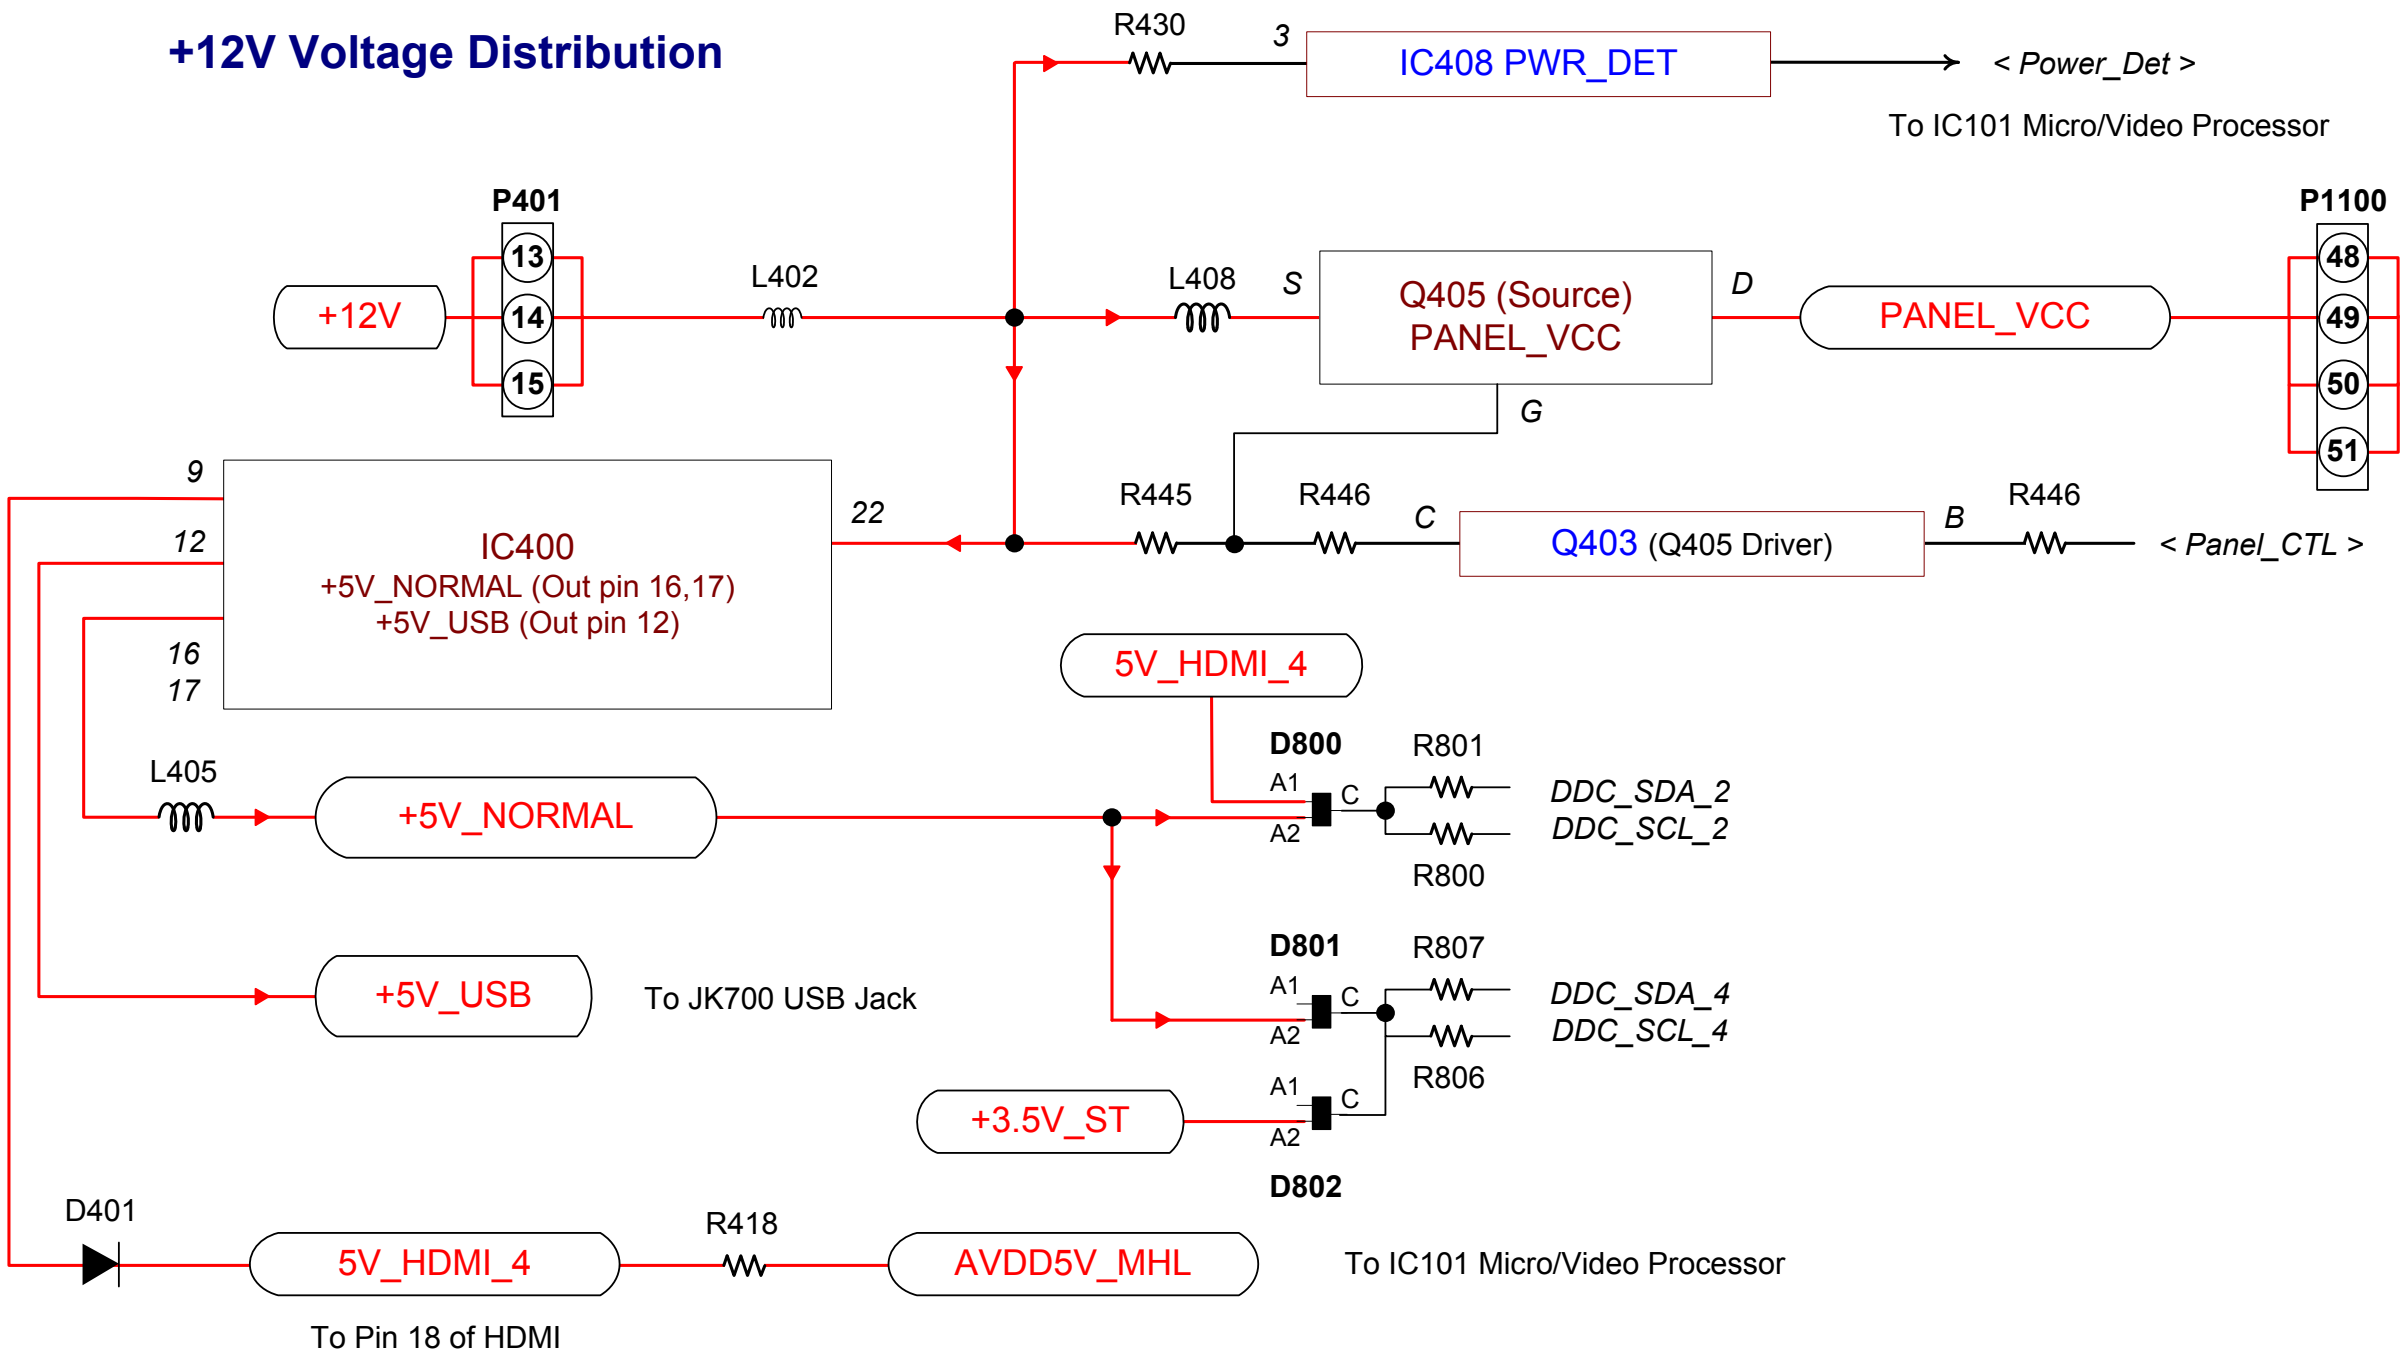 +12V Voltage Distribution
R430
3
IC408 PWR_DET
< Power_Det >
To IC101 Micro/Video Processor
P401
P1100
13
14
15
+12V
L402
L408
S
Q405 (Source)
PANEL_VCC
D
G
PANEL_VCC
48
49
50
51
9
12
16
17
IC400
+5V_NORMAL (Out pin 16,17)
+5V_USB (Out pin 12)
22
R445
R446
C
Q403 (Q405 Driver)
B
R446
< Panel_CTL >
5V_HDMI_4
D800
A1
A2
C
R801
R800
DDC_SDA_2
DDC_SCL_2
L405
+5V_NORMAL
D801
A1
A2
C
R807
R806
DDC_SDA_4
DDC_SCL_4
+5V_USB
To JK700 USB Jack
+3.5V_ST
A1
A2
C
D802
D401
5V_HDMI_4
To Pin 18 of HDMI
R418
AVDD5V_MHL
To IC101 Micro/Video Processor